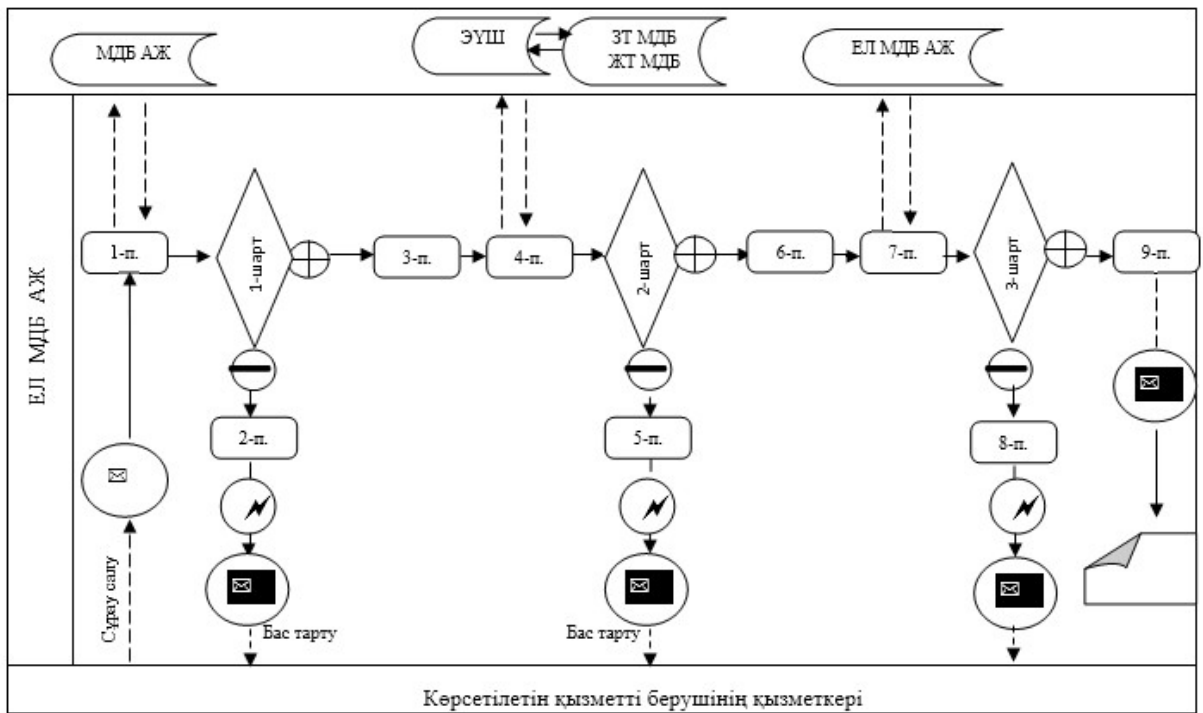 МДБ АЖ
ЭҮШ
ЗТ МДБ
ЖТ МДБ
ЕЛ МДБ АЖ
ЕЛ МДБ АЖ
1-п.
1-шарт
3-п.
4-п.
2-шарт
6-п.
7-п.
3-шарт
9-п.
2-п.
5-п.
8-п.
Сұрау салу
Бас тарту
Бас тарту
Көрсетілетін қызметті берушінің қызметкері